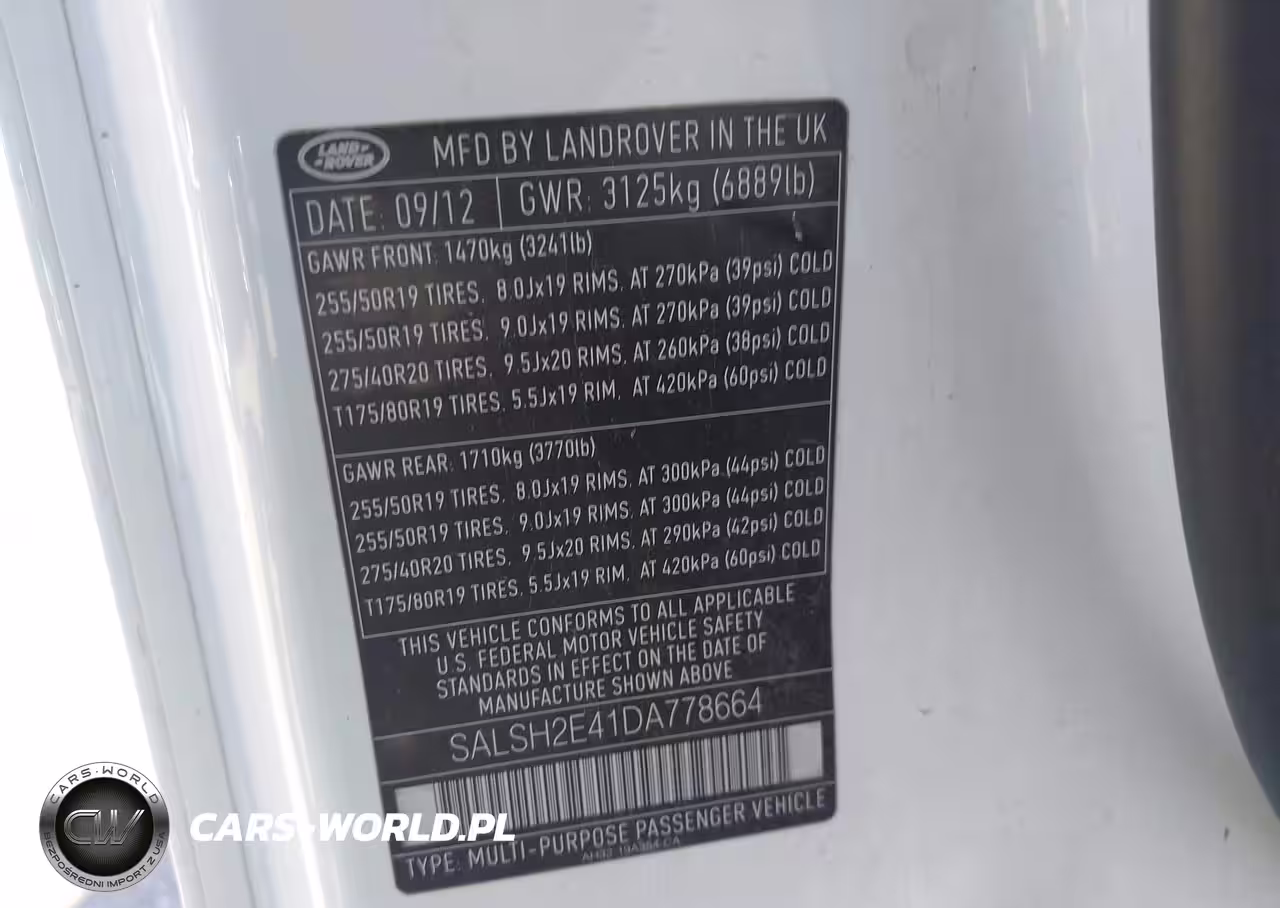 LAND ROVER
MFD BY LANDROVER IN THE UK
DATE: 09/12 GWR: 3125kg (6889lb)
GAWR FRONT: 1470kg (3241lb)
255/50R19 TIRES, 8.0Jx19 RIMS, AT 270kPa (39psi) COLD
255/50R19 TIRES, 9.0Jx19 RIMS, AT 270kPa (39psi) COLD
275/40R20 TIRES, 9.5Jx20 RIMS, AT 260kPa (38psi) COLD
T175/80R19 TIRES, 5.5Jx19 RIM, AT 420kPa (60psi) COLD
GAWR REAR: 1710kg (3770lb)
255/50R19 TIRES, 8.0Jx19 RIMS, AT 300kPa (44psi) COLD
255/50R19 TIRES, 9.0Jx19 RIMS, AT 300kPa (44psi) COLD
275/40R20 TIRES, 9.5Jx20 RIMS, AT 290kPa (42psi) COLD
T175/80R19 TIRES, 5.5Jx19 RIM, AT 420kPa (60psi) COLD
THIS VEHICLE CONFORMS TO ALL APPLICABLE
U.S. FEDERAL MOTOR VEHICLE SAFETY
STANDARDS IN EFFECT ON THE DATE OF
MANUFACTURE SHOWN ABOVE
SALSH2E41DA778664
TYPE: MULTI-PURPOSE PASSENGER VEHICLE
CARS-WORLD
CW
BEZPOŚREDNI IMPORT Z USA
CARS-WORLD.PL